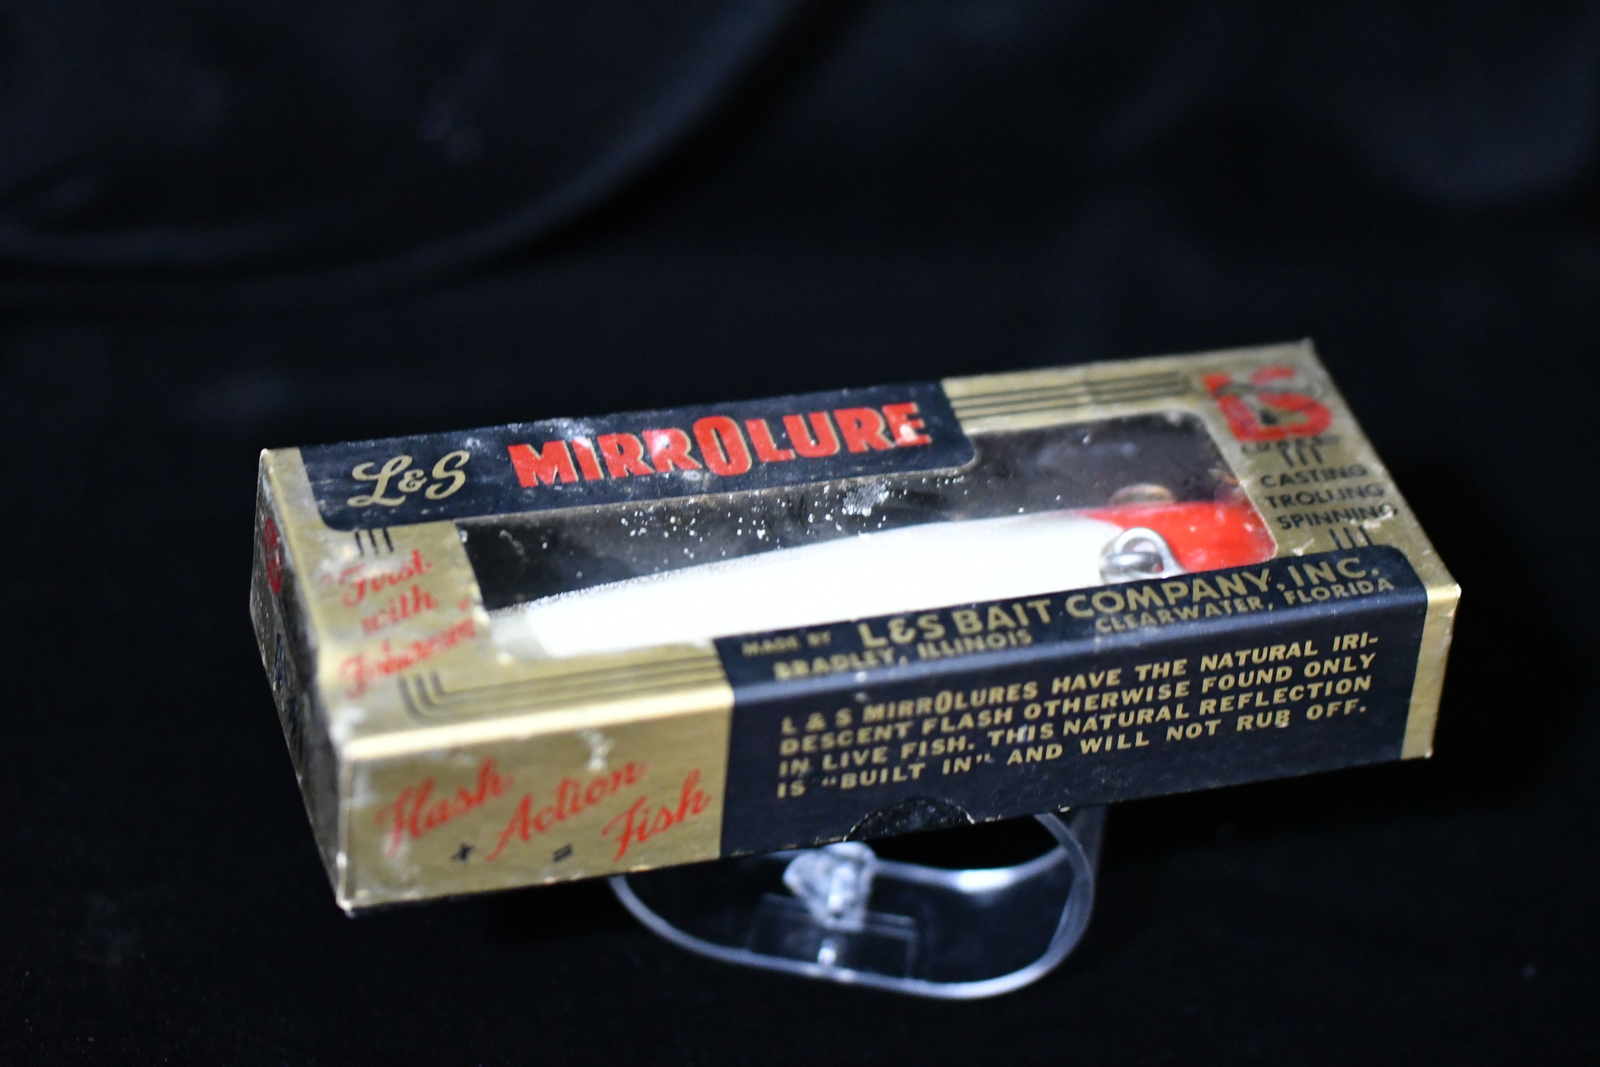 L&S MIRROLURE
LS
CASTING
TROLLING
SPINNING
First
with
Fishermen
MADE BY L&S BAIT COMPANY, INC.
BRADLEY, ILLINOIS CLEARWATER, FLORIDA
L & S MIRROLURES HAVE THE NATURAL IRI-
DESCENT FLASH OTHERWISE FOUND ONLY
IN LIVE FISH. THIS NATURAL REFLECTION
IS "BUILT IN" AND WILL NOT RUB OFF.
Flash
+ Action
= Fish